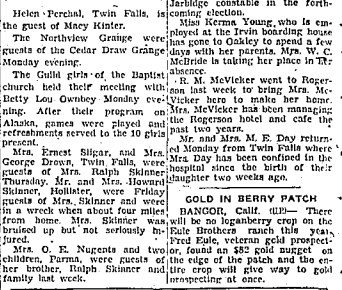 Helen Perchal, Twin Falls, is
the guest of Macy Kinter.
The Northview Grange were
guests of the Cedar Draw Grange
Monday evening.
The Guild girls of the Baptist
church held their meeting with
Betty Lou Ownbey Monday eve-
ning. After their program on
Alaska, games were played and
refreshments served to the 10 girls
present.
Mrs. Ernest Sligar, and Mrs.
George Drown, Twin Falls, were
guests of Mrs. Ralph Skinner
Thursday. Mr. and Mrs. Howard
Skinner, Hollister, were Friday
guests of Mrs. Skinner and were
in a wreck when about four miles
from home. Mrs. Skinner was
bruised up but not seriously in-
jured.
Mrs. O. E. Nugents and two
children, Parma, were guests of
her brother, Ralph Skinner and
family last week.
Jarbidge constable in the forth-
coming election.
Miss Kerma Young, who is em-
ployed at the Irvin boarding house
has gone to Oakley to spend a few
days with her parents. Mrs. W. C.
McBride is taking her place in her
absence.
R. M. McVicker went to Roger-
son last week to bring Mrs. Mc-
Vicker here to make her home.
Mrs. McVicker has been managing
the Rogerson hotel and cafe the
past two years.
Mr. and Mrs. M. E. Day return-
ed Monday from Twin Falls where
Mrs. Day has been confined in the
hospital since the birth of their
daughter two weeks ago.
GOLD IN BERRY PATCH
BANGOR, Calif. (U.P.)— There
will be no loganberry crop on the
Eule Brothers ranch this year.
Fred Eule, veteran gold prospect-
or, found an $82 gold nugget on
the edge of the patch and the en-
tire crop will give way to gold
prospecting at once.